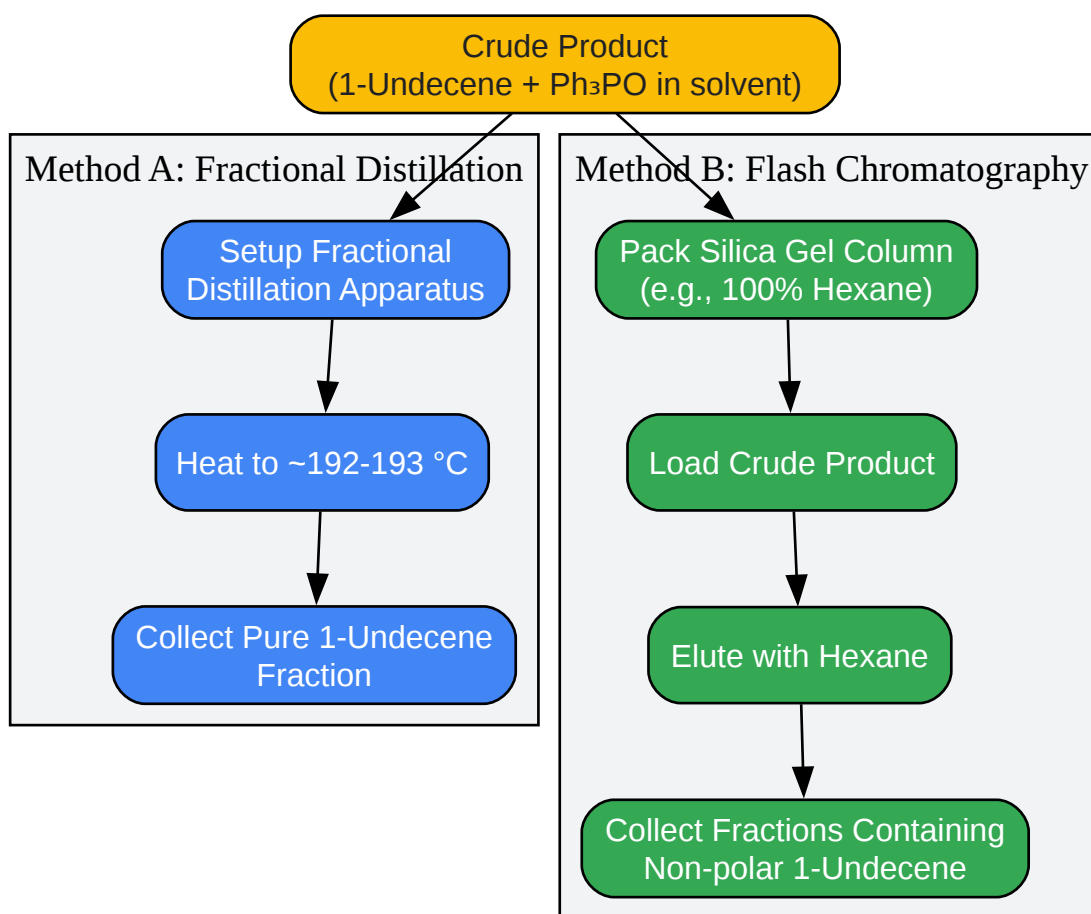 Crude Product
(1-Undecene + Ph₃PO in solvent)
Method A: Fractional Distillation
Setup Fractional
Distillation Apparatus
Heat to ~192-193 °C
Collect Pure 1-Undecene
Fraction
Method B: Flash Chromatography
Pack Silica Gel Column
(e.g., 100% Hexane)
Load Crude Product
Elute with Hexane
Collect Fractions Containing
Non-polar 1-Undecene